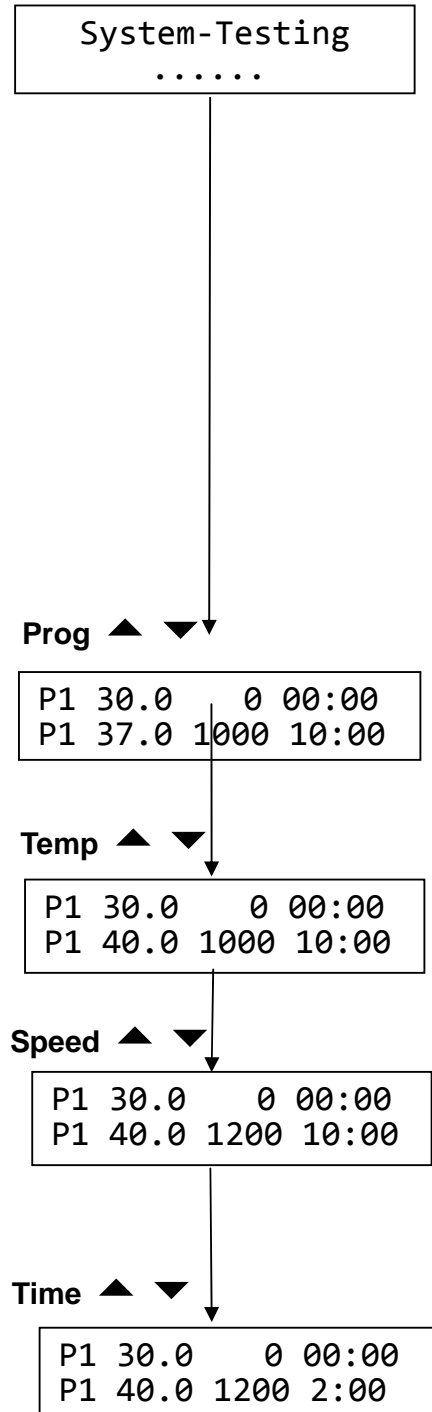 System-Testing
......
Prog ▲ ▼
P1 30.0 0 00:00
P1 37.0 1000 10:00
Temp ▲ ▼
P1 30.0 0 00:00
P1 40.0 1000 10:00
Speed ▲ ▼
P1 30.0 0 00:00
P1 40.0 1200 10:00
Time ▲ ▼
P1 30.0 0 00:00
P1 40.0 1200 2:00